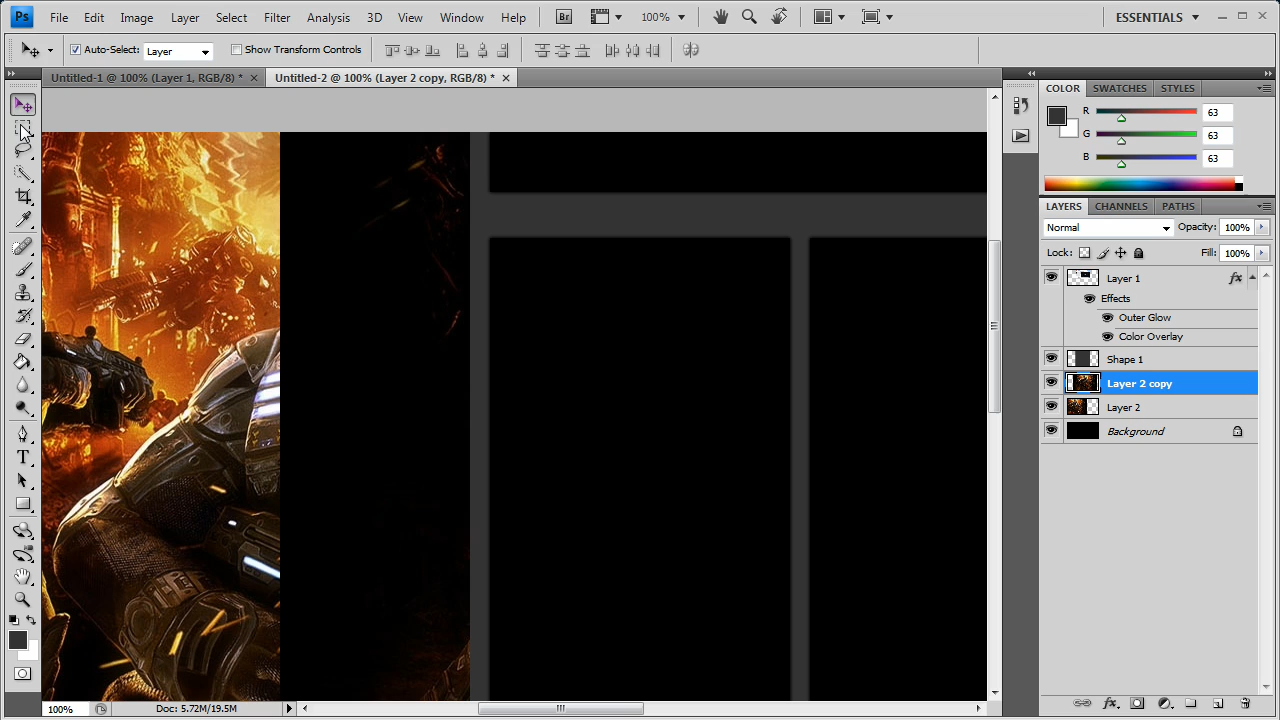 Ps File Edit Image Layer Select Filter Analysis 3D View Window Help Br 100% ESSENTIALS
Auto-Select: Layer Show Transform Controls
Untitled-1 @ 100% (Layer 1, RGB/8) * Untitled-2 @ 100% (Layer 2 copy, RGB/8) *
COLOR SWATCHES STYLES
R 63
G 63
B 63
LAYERS CHANNELS PATHS
Normal Opacity: 100%
Lock: Fill: 100%
Layer 1 fx
Effects
Outer Glow
Color Overlay
Shape 1
Layer 2 copy
Layer 2
Background
T
100% Doc: 5.72M/19.5M
fx